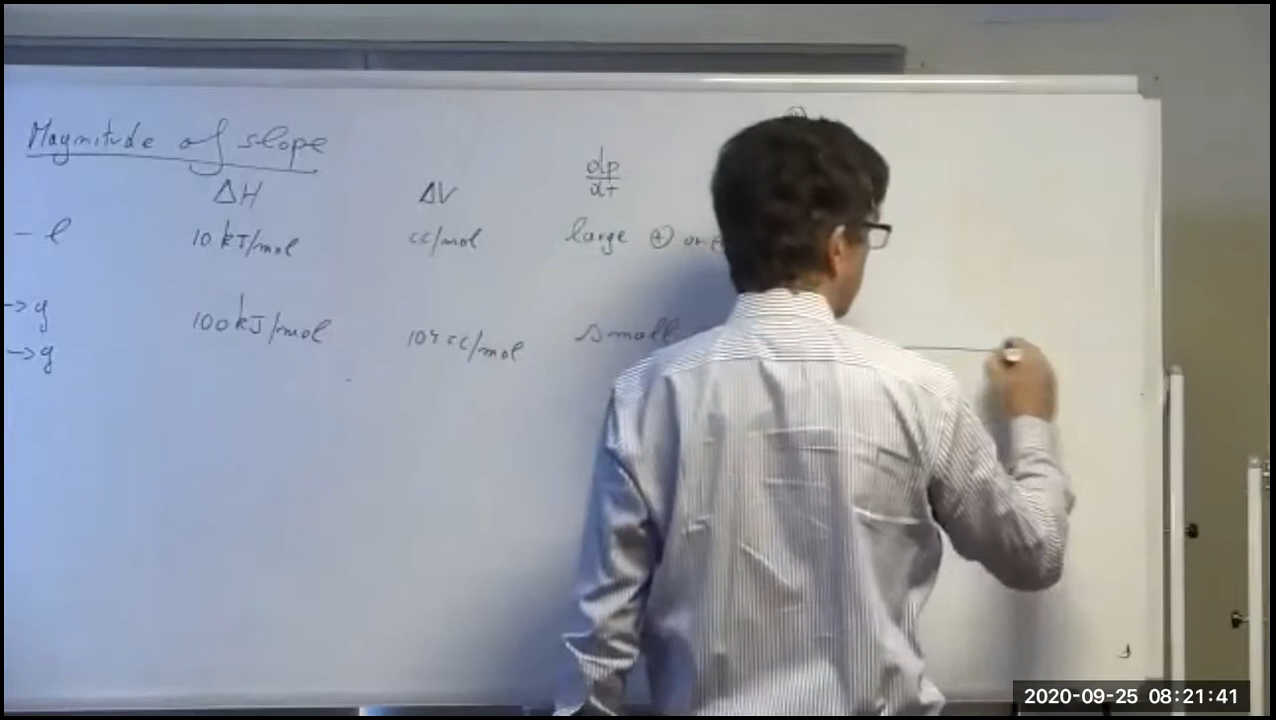 Magnitude of slope
ΔH ΔV dp/dT
- l 10 kJ/mol cc/mol large ⊕ or
→ g 100 kJ/mol 10⁴ cc/mol small
→ g
2020-09-25 08:21:41